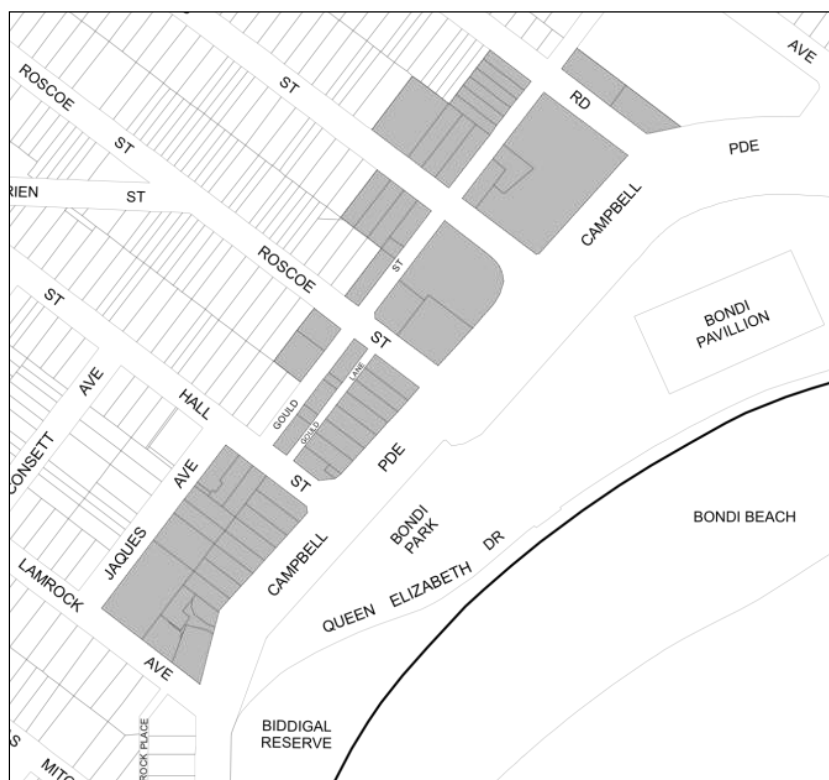 ROSCOE
ST
ST
RD
AVE
PDE
RIEN
ST
CAMPBELL
ROSCOE
ST
ST
BONDI
PAVILLION
ST
AVE
HALL
GOULD
LANE
GOULD
ST
PDE
CONSETT
AVE
JAQUES
CAMPBELL
BONDI
PARK
BONDI BEACH
LAMROCK
AVE
QUEEN ELIZABETH DR
BIDDIGAL
RESERVE
ROCK PLACE
S
MITC